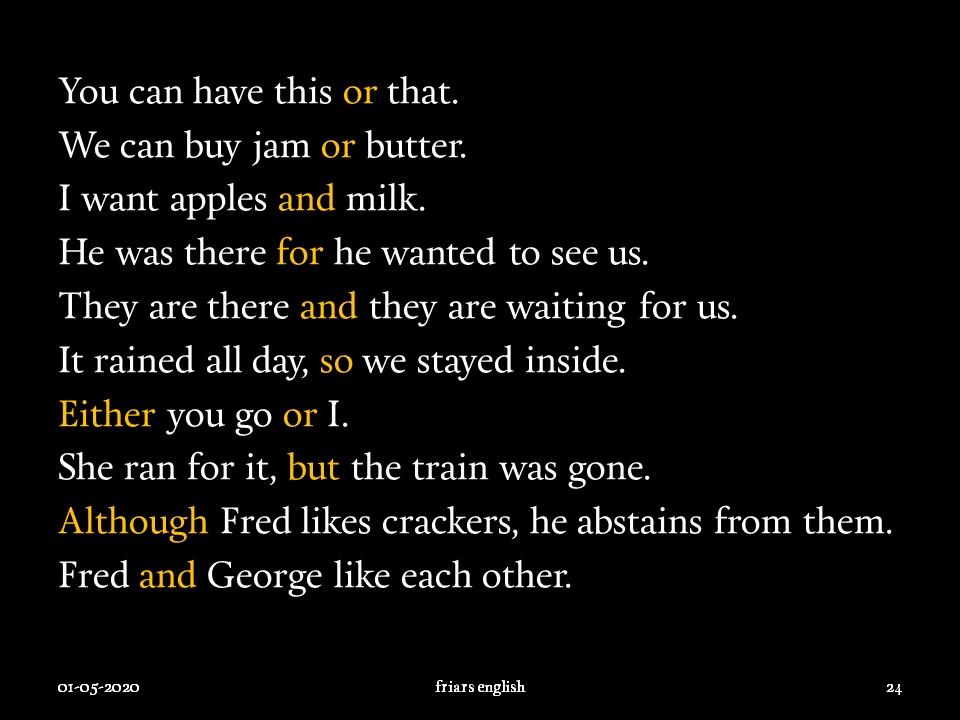 You can have this or that.
We can buy jam or butter.
I want apples and milk.
He was there for he wanted to see us.
They are there and they are waiting for us.
It rained all day, so we stayed inside.
Either you go or I.
She ran for it, but the train was gone.
Although Fred likes crackers, he abstains from them.
Fred and George like each other.
01-05-2020 friars english 24